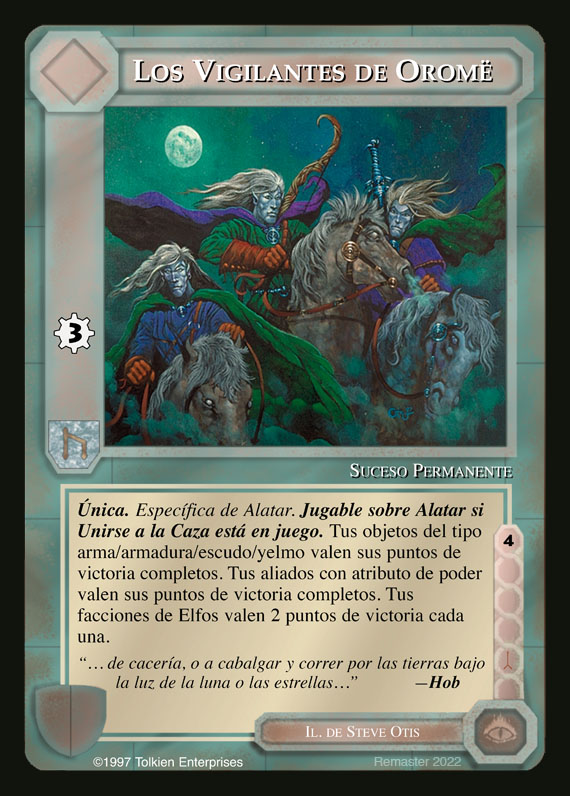 Los Vigilantes de Oromë
3
Suceso Permanente
Única. Específica de Alatar. Jugable sobre Alatar si
Unirse a la Caza está en juego. Tus objetos del tipo
arma/armadura/escudo/yelmo valen sus puntos de
victoria completos. Tus aliados con atributo de poder
valen sus puntos de victoria completos. Tus
facciones de Elfos valen 2 puntos de victoria cada
una.
4
“… de cacería, o a cabalgar y correr por las tierras bajo
la luz de la luna o las estrellas…” —Hob
Il. de Steve Otis
©1997 Tolkien Enterprises
Remaster 2022